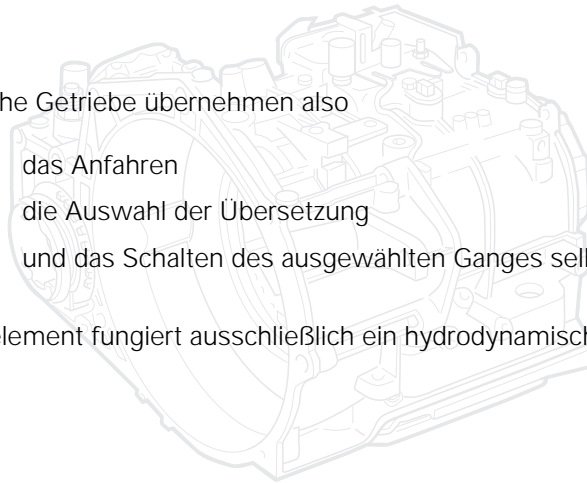 he Getriebe übernehmen also
das Anfahren
die Auswahl der Übersetzung
und das Schalten des ausgewählten Ganges sel
element fungiert ausschließlich ein hydrodynamisch